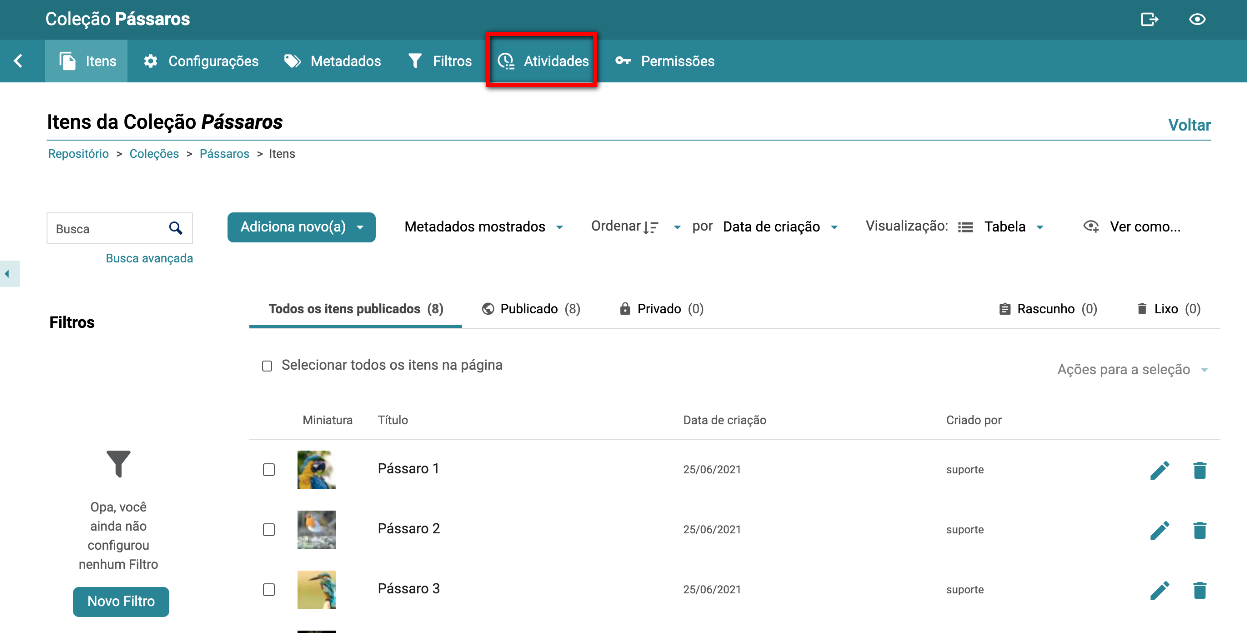 Coleção Pássaros
Itens Configurações Metadados Filtros Atividades Permissões
Itens da Coleção Pássaros
Voltar
Repositório > Coleções > Pássaros > Itens
Busca
Adiciona novo(a) Metadados mostrados Ordenar por Data de criação Visualização: Tabela Ver como...
Busca avançada
Filtros
Todos os itens publicados (8) Publicado (8) Privado (0) Rascunho (0) Lixo (0)
Selecionar todos os itens na página
Ações para a seleção
Miniatura Título Data de criação Criado por
Pássaro 1 25/06/2021 suporte
Pássaro 2 25/06/2021 suporte
Pássaro 3 25/06/2021 suporte
Opa, você
ainda não
configurou
nenhum Filtro
Novo Filtro